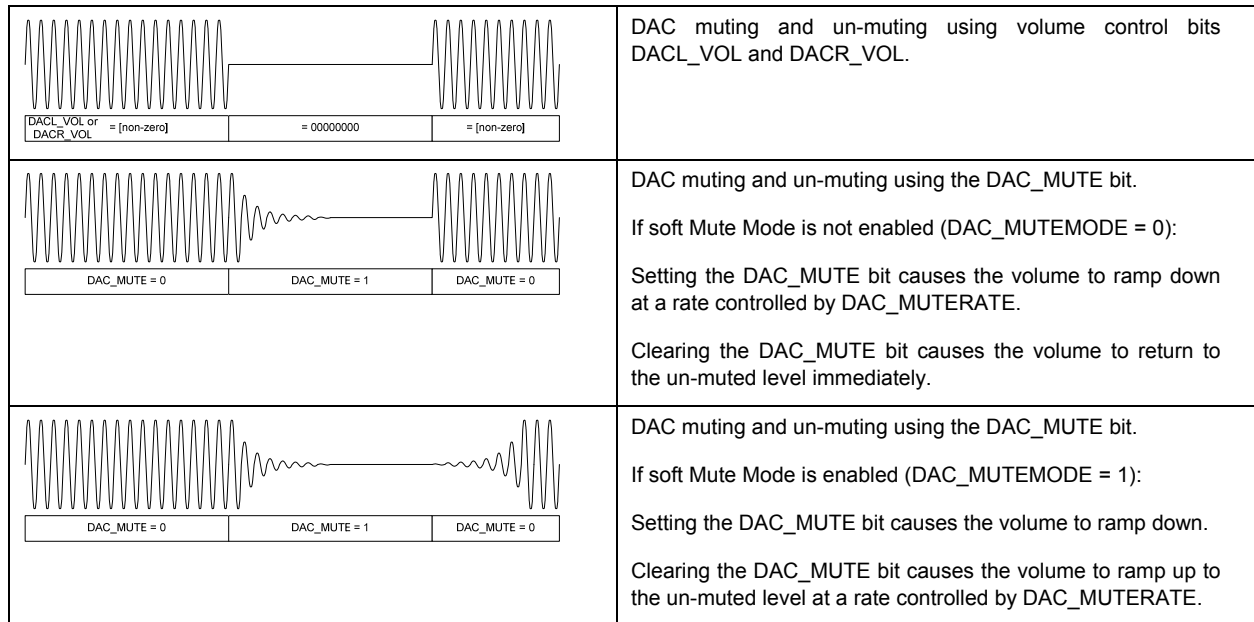 DAC muting and un-muting using volume control bits
DACL_VOL and DACR_VOL.
DACL_VOL or
DACR_VOL
= [non-zero]
= 00000000
= [non-zero]
DAC muting and un-muting using the DAC_MUTE bit.
If soft Mute Mode is not enabled (DAC_MUTEMODE = 0):
Setting the DAC_MUTE bit causes the volume to ramp down
at a rate controlled by DAC_MUTERATE.
Clearing the DAC_MUTE bit causes the volume to return to
the un-muted level immediately.
DAC_MUTE = 0
DAC_MUTE = 1
DAC_MUTE = 0
DAC muting and un-muting using the DAC_MUTE bit.
If soft Mute Mode is enabled (DAC_MUTEMODE = 1):
Setting the DAC_MUTE bit causes the volume to ramp down.
Clearing the DAC_MUTE bit causes the volume to ramp up to
the un-muted level at a rate controlled by DAC_MUTERATE.
DAC_MUTE = 0
DAC_MUTE = 1
DAC_MUTE = 0